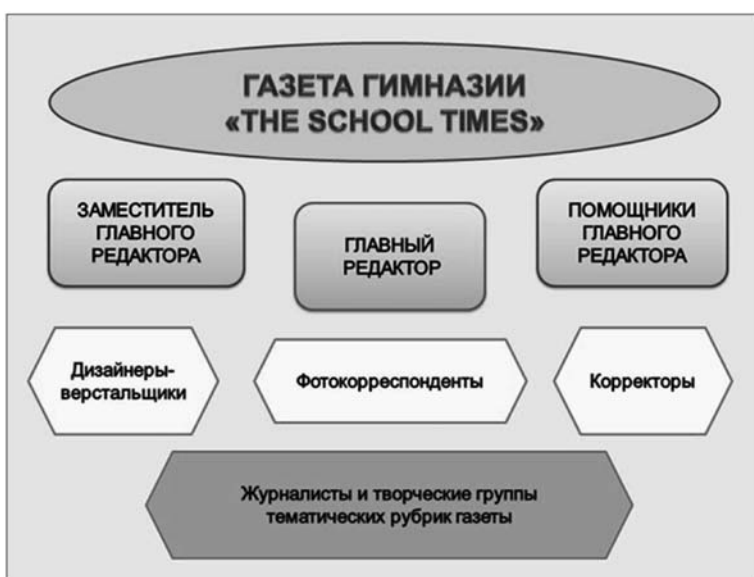 ГАЗЕТА ГИМНАЗИИ
«THE SCHOOL TIMES»
ЗАМЕСТИТЕЛЬ
ГЛАВНОГО
РЕДАКТОРА
ГЛАВНЫЙ
РЕДАКТОР
ПОМОЩНИКИ
ГЛАВНОГО
РЕДАКТОРА
Дизайнеры-
верстальщики
Фотокорреспонденты
Корректоры
Журналисты и творческие группы
тематических рубрик газеты